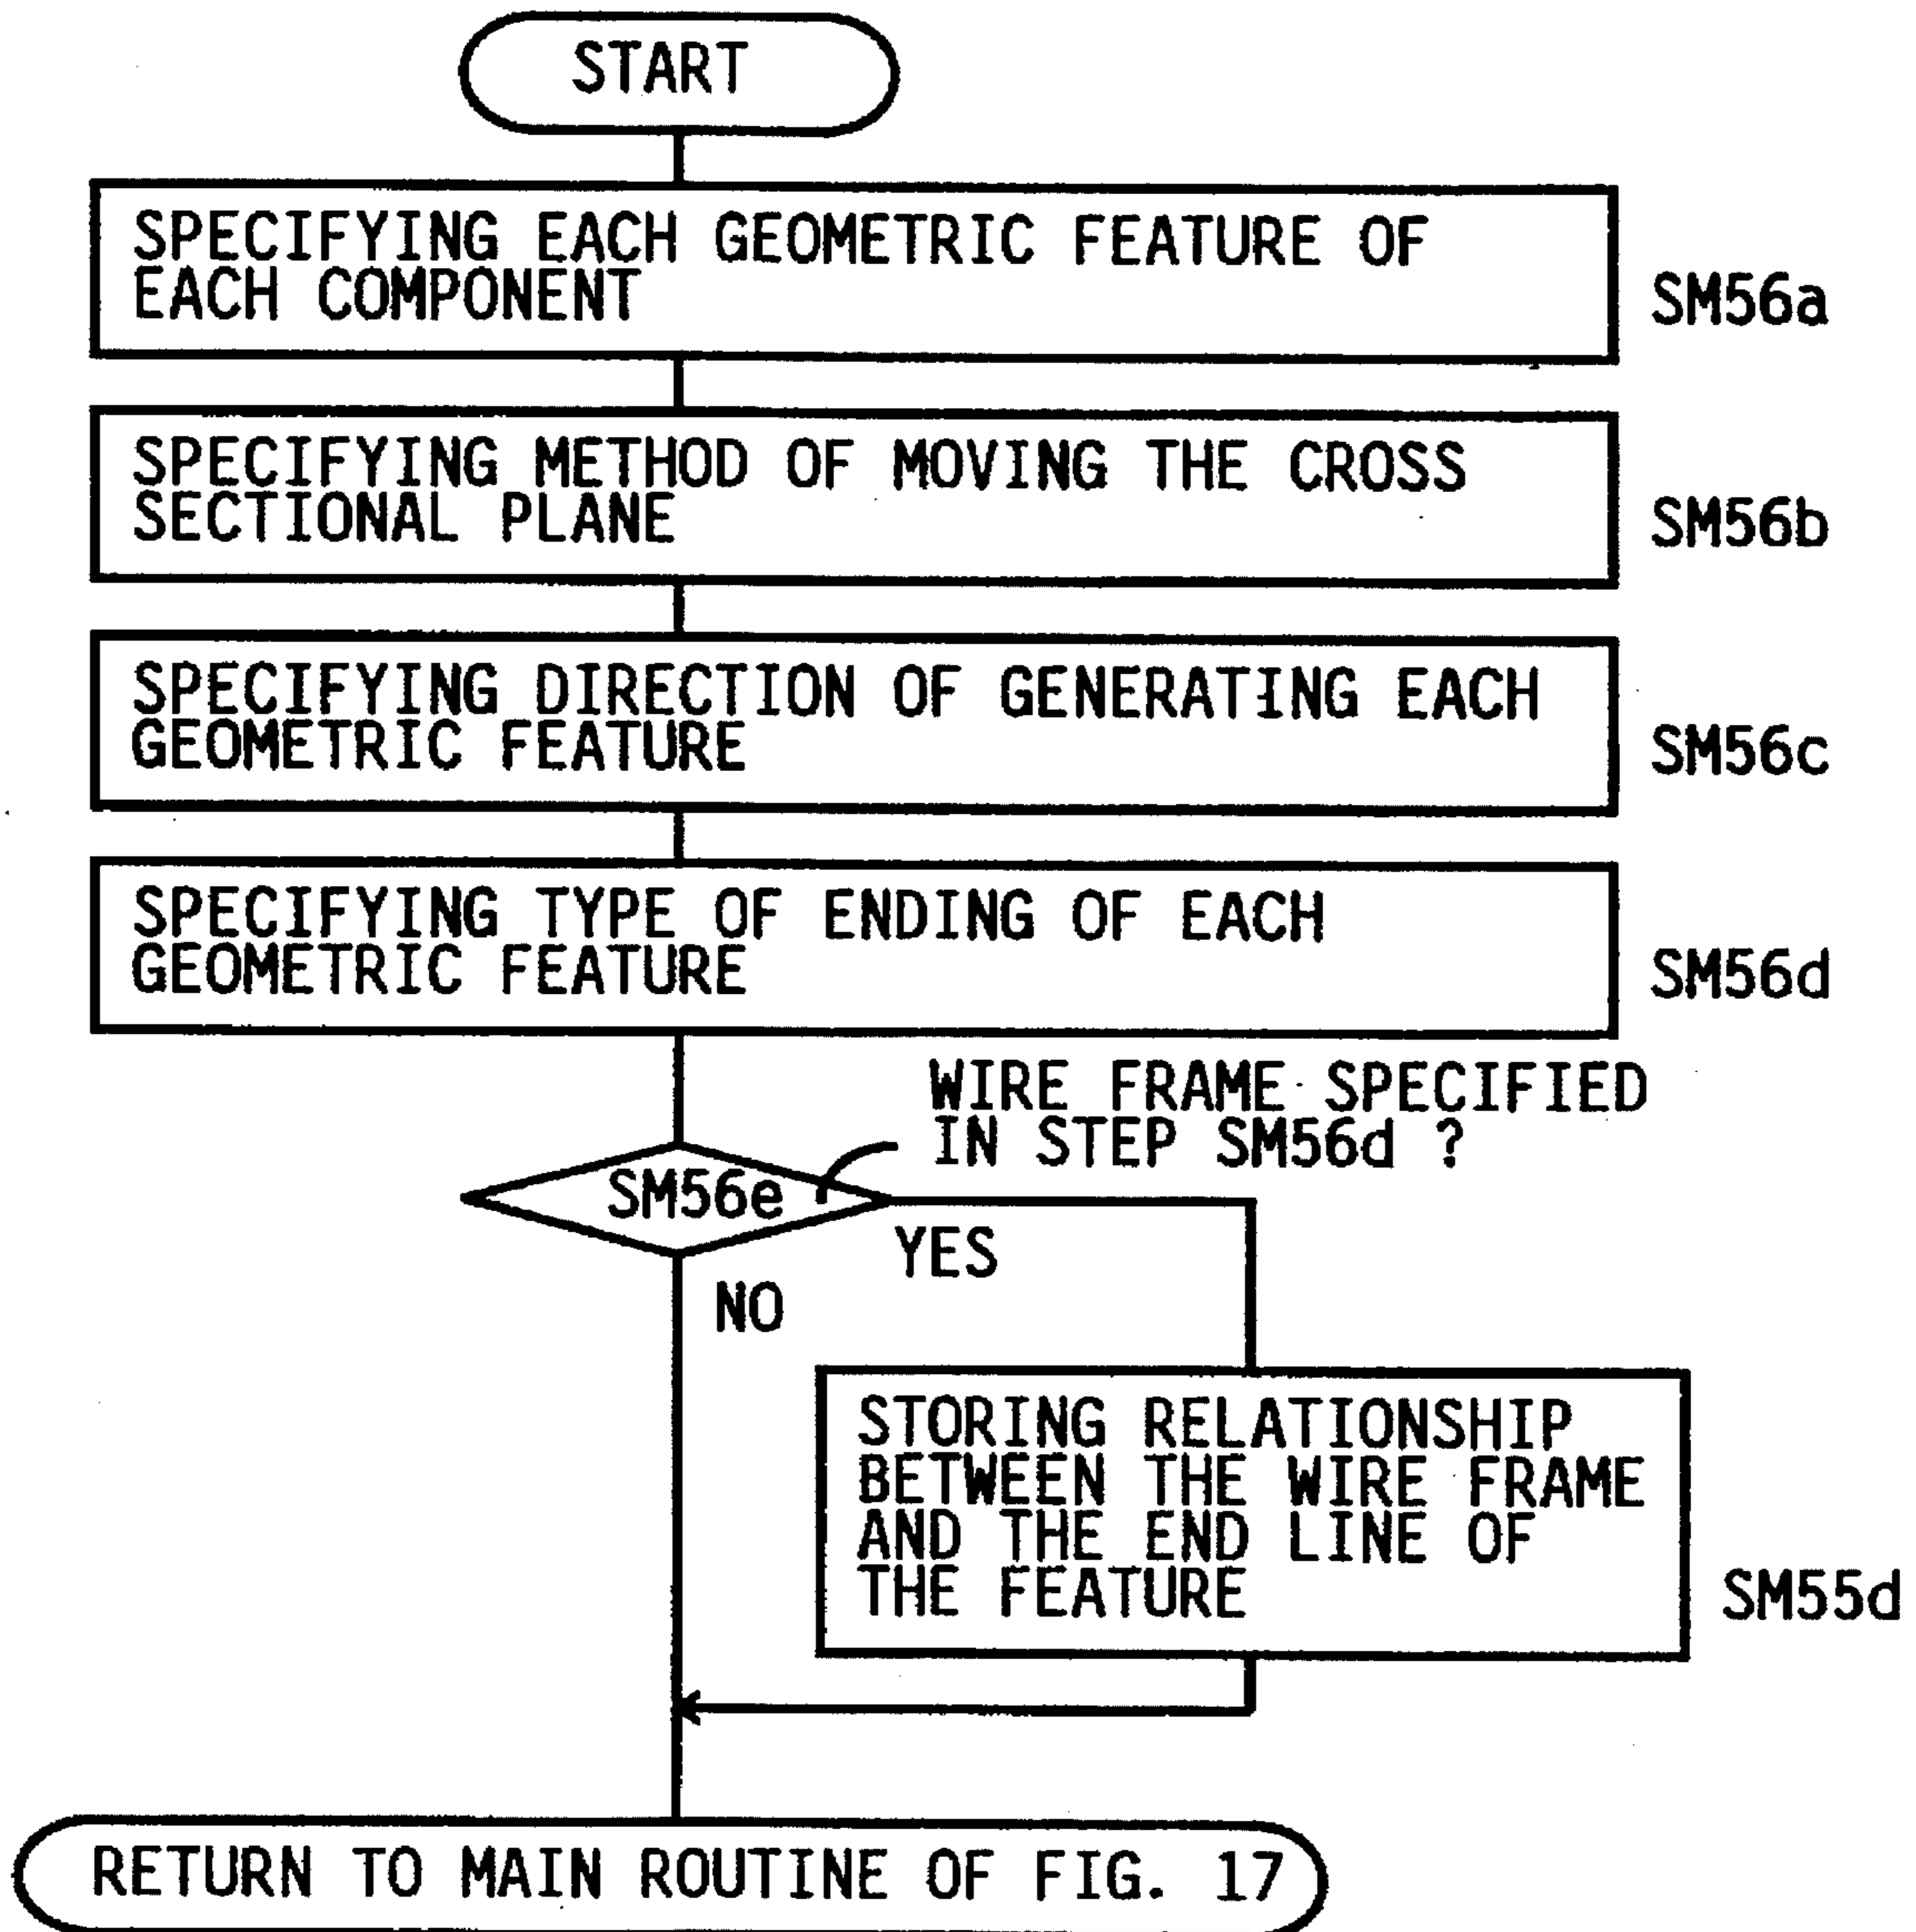 START
SPECIFYING EACH GEOMETRIC FEATURE OF
EACH COMPONENT
SM56a
SPECIFYING METHOD OF MOVING THE CROSS
SECTIONAL PLANE
SM56b
SPECIFYING DIRECTION OF GENERATING EACH
GEOMETRIC FEATURE
SM56c
SPECIFYING TYPE OF ENDING OF EACH
GEOMETRIC FEATURE
SM56d
WIRE FRAME SPECIFIED
IN STEP SM56d ?
SM56e
YES
NO
STORING RELATIONSHIP
BETWEEN THE WIRE FRAME
AND THE END LINE OF
THE FEATURE
SM55d
RETURN TO MAIN ROUTINE OF FIG. 17